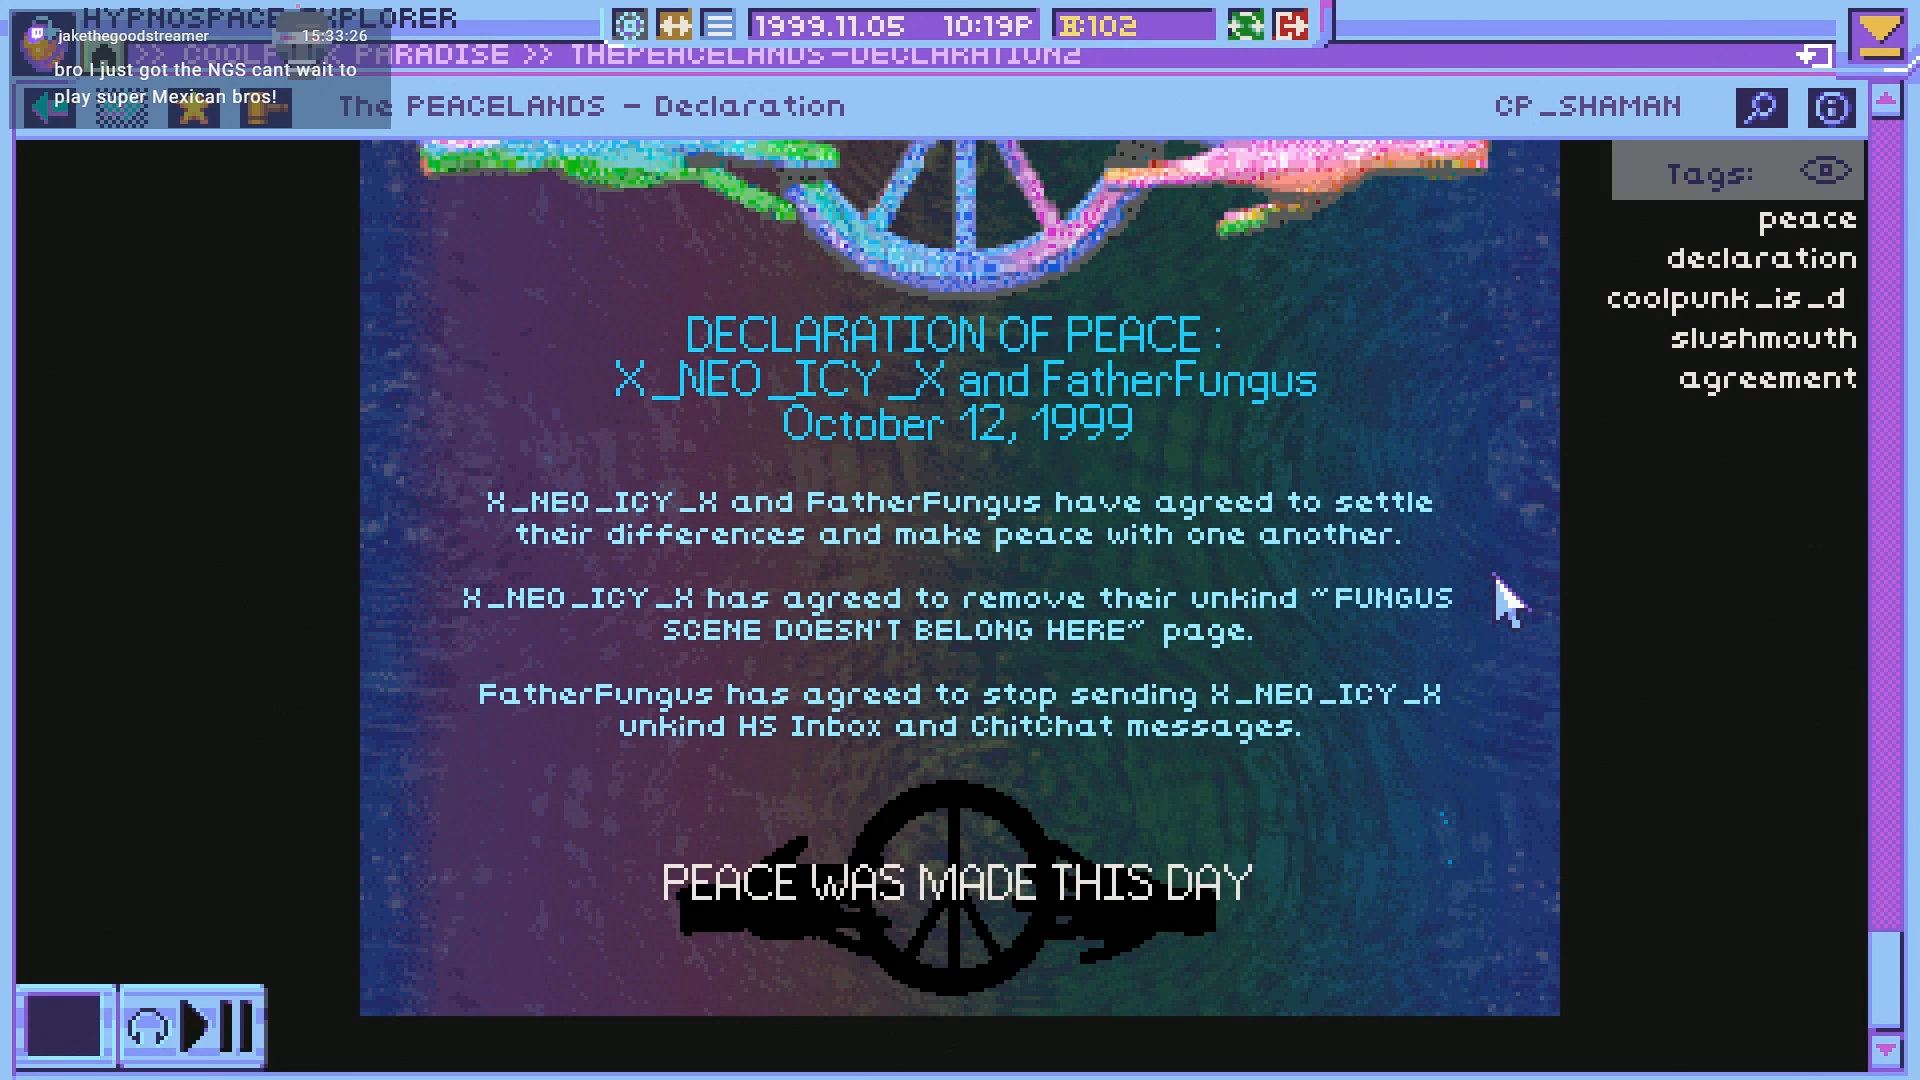 HYPNOSPACE EXPLORER
1999.11.05 10:19P
102
jakethegoodstreamer 15:33:26
bro I just got the NGS cant wait to
play super Mexican bros!
>> COOLPUNK PARADISE >> THEPEACELANDS-DECLARATION2
The PEACELANDS - Declaration
CP_SHAMAN
Tags:
peace
declaration
coolpunk_is_d
slushmouth
agreement
DECLARATION OF PEACE :
X_NEO_ICY_X and FatherFungus
October 12, 1999
X_NEO_ICY_X and FatherFungus have agreed to settle
their differences and make peace with one another.
X_NEO_ICY_X has agreed to remove their unkind "FUNGUS
SCENE DOESN'T BELONG HERE" page.
FatherFungus has agreed to stop sending X_NEO_ICY_X
unkind HS Inbox and ChitChat messages.
PEACE WAS MADE THIS DAY